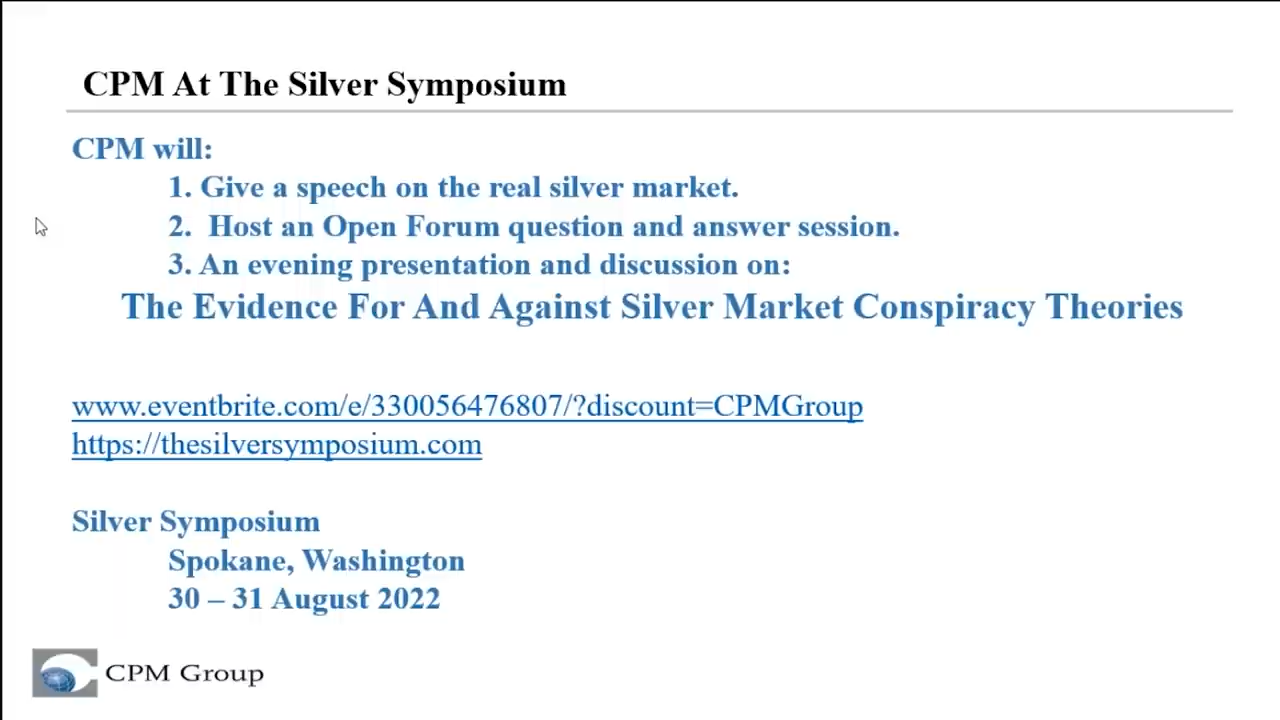 CPM At The Silver Symposium
CPM will:
1. Give a speech on the real silver market.
2. Host an Open Forum question and answer session.
3. An evening presentation and discussion on:
The Evidence For And Against Silver Market Conspiracy Theories
www.eventbrite.com/e/330056476807/?discount=CPMGroup
https://thesilversymposium.com
Silver Symposium
Spokane, Washington
30 – 31 August 2022
CPM Group